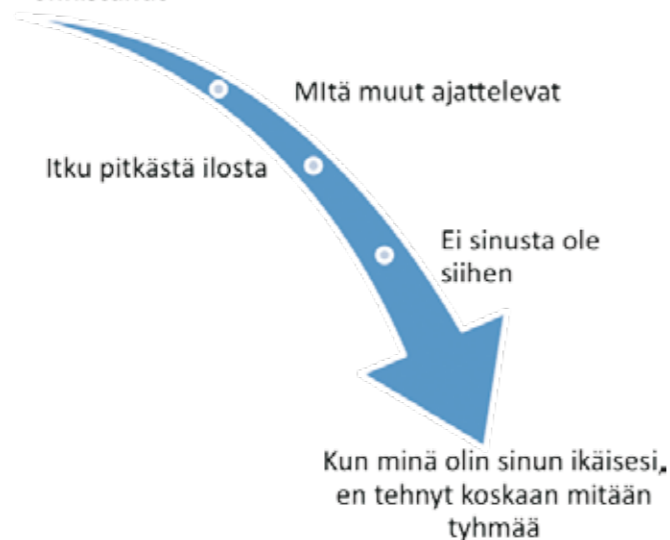 MItä muut ajattelevat
Itku pitkästä ilosta
Ei sinusta ole
siihen
Kun minä olin sinun ikäisesi,
en tehnyt koskaan mitään
tyhmää